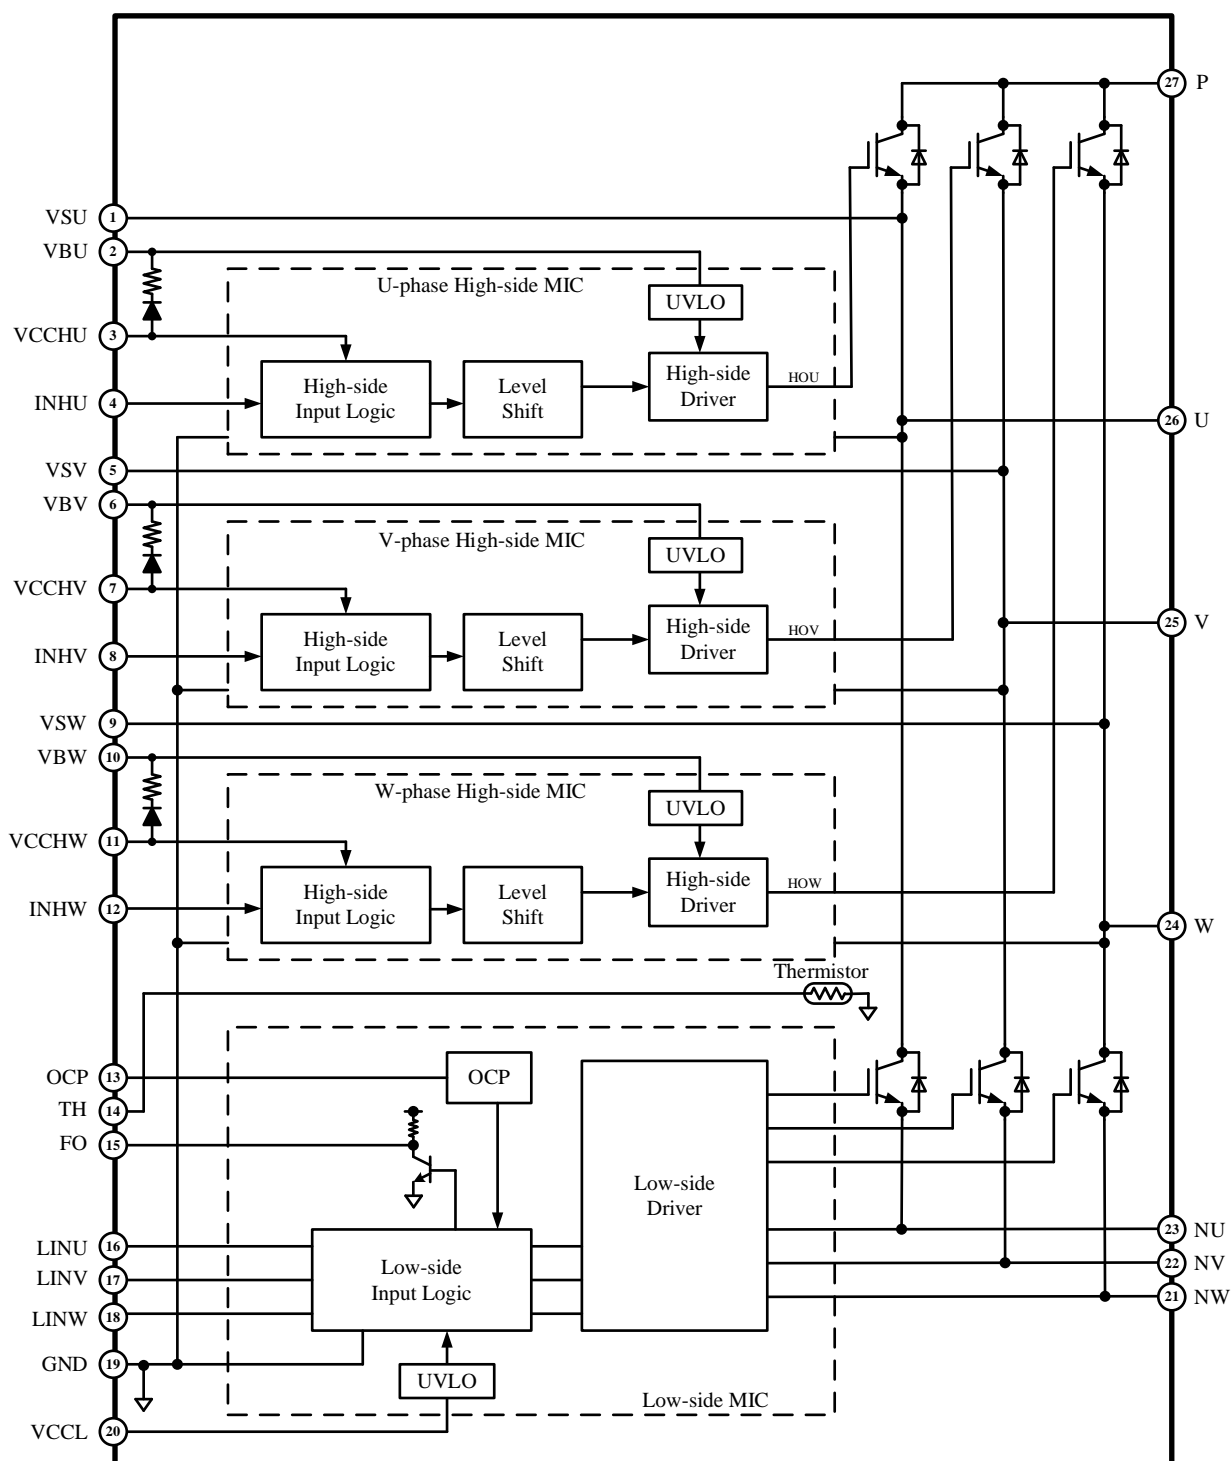 27 P
VSU 1
VBU 2
U-phase High-side MIC
UVLO
VCCHU 3
High-side
Input Logic
Level
Shift
High-side
Driver
HOU
INHU 4
26 U
VSV 5
VBV 6
V-phase High-side MIC
UVLO
VCCHV 7
High-side
Input Logic
Level
Shift
High-side
Driver
HOV
25 V
INHV 8
VSW 9
VBW 10
W-phase High-side MIC
UVLO
VCCHW 11
High-side
Input Logic
Level
Shift
High-side
Driver
HOW
INHW 12
24 W
Thermistor
OCP 13
OCP
TH 14
FO 15
Low-side
Driver
23 NU
LINU 16
Low-side
Input Logic
22 NV
LINV 17
21 NW
LINW 18
GND 19
UVLO
Low-side MIC
VCCL 20